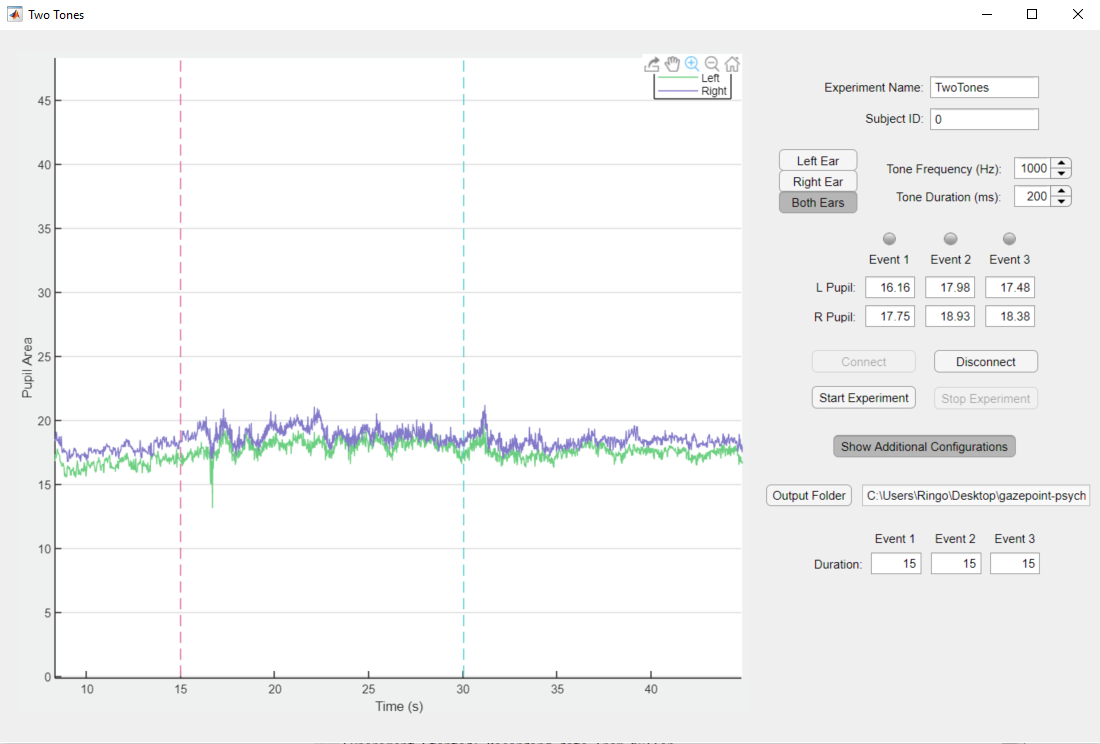 Two Tones
Left
Right
45
40
35
30
25
20
15
10
5
0
Pupil Area
10 15 20 25 30 35 40
Time (s)
Experiment Name: TwoTones
Subject ID: 0
Left Ear
Right Ear
Both Ears
Tone Frequency (Hz): 1000
Tone Duration (ms): 200
Event 1 Event 2 Event 3
L Pupil: 16.16 17.98 17.48
R Pupil: 17.75 18.93 18.38
Connect Disconnect
Start Experiment Stop Experiment
Show Additional Configurations
Output Folder C:\Users\Ringo\Desktop\gazepoint-psych
Event 1 Event 2 Event 3
Duration: 15 15 15